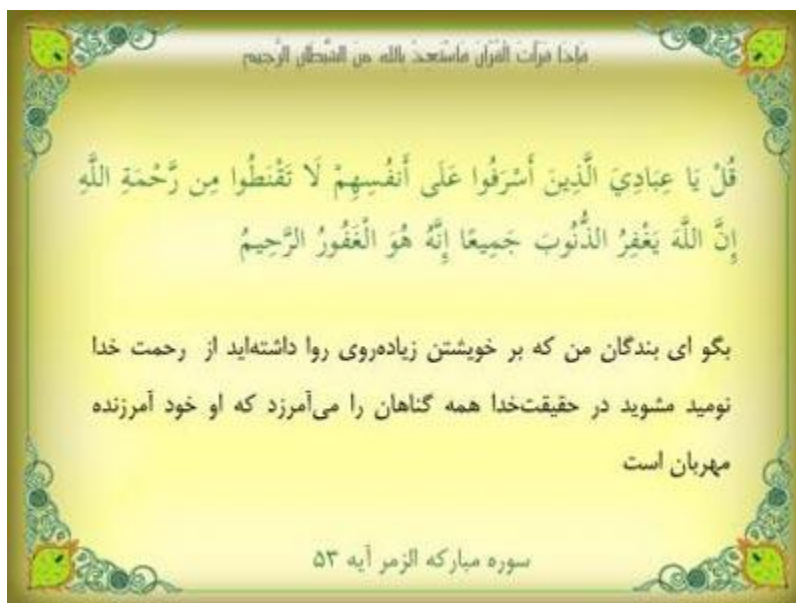 فإذا قرأت القرآن فاستعذ بالله من الشيطان الرجيم
قُلْ يَا عِبَادِيَ الَّذِينَ أَسْرَفُوا عَلَى أَنفُسِهِمْ لَا تَقْنَطُوا مِن رَّحْمَةِ اللَّهِ
إِنَّ اللَّهَ يَغْفِرُ الذُّنُوبَ جَمِيعًا إِنَّهُ هُوَ الْغَفُورُ الرَّحِيمُ
بگو ای بندگان من که بر خویشتن زیاده‌روی روا داشته‌اید از رحمت خدا
نومید مشوید در حقیقت‌خدا همه گناهان را می‌آمرزد که او خود آمرزنده
مهربان است
سوره مبارکه الزمر آیه ۵۳